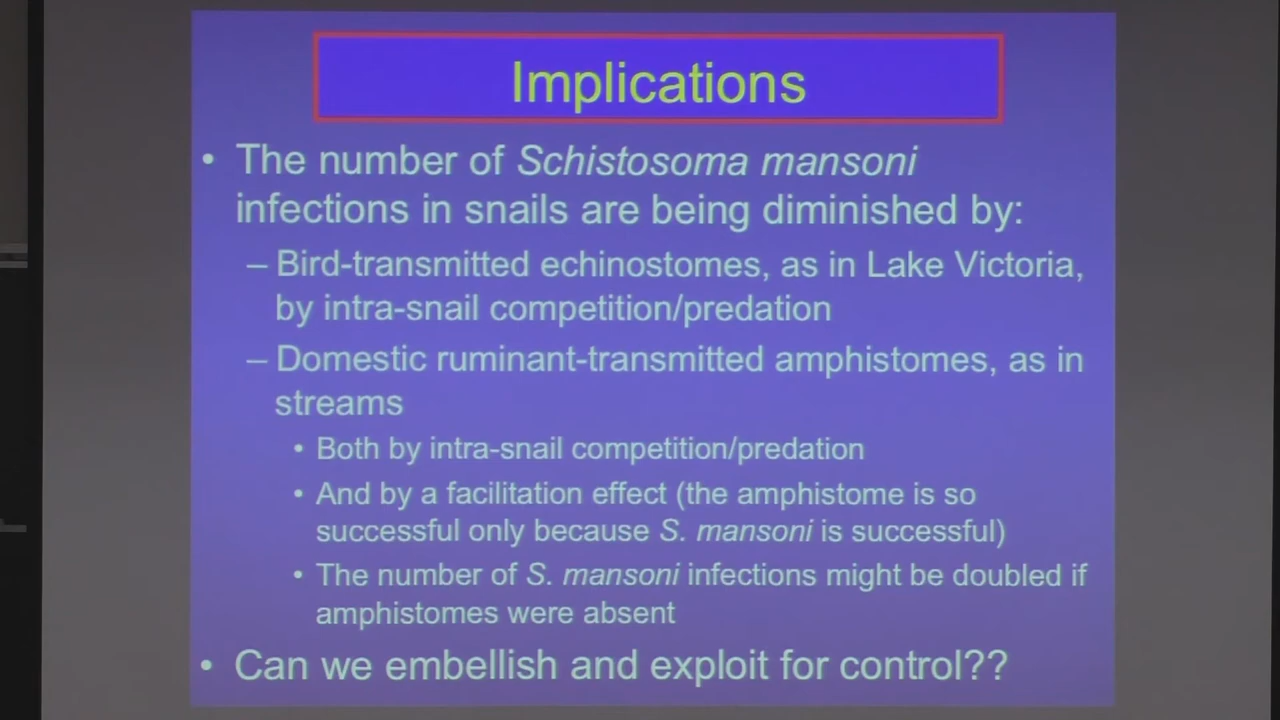 Implications
• The number of Schistosoma mansoni
infections in snails are being diminished by:
– Bird-transmitted echinostomes, as in Lake Victoria,
by intra-snail competition/predation
– Domestic ruminant-transmitted amphistomes, as in
streams
• Both by intra-snail competition/predation
• And by a facilitation effect (the amphistome is so
successful only because S. mansoni is successful)
• The number of S. mansoni infections might be doubled if
amphistomes were absent
• Can we embellish and exploit for control??